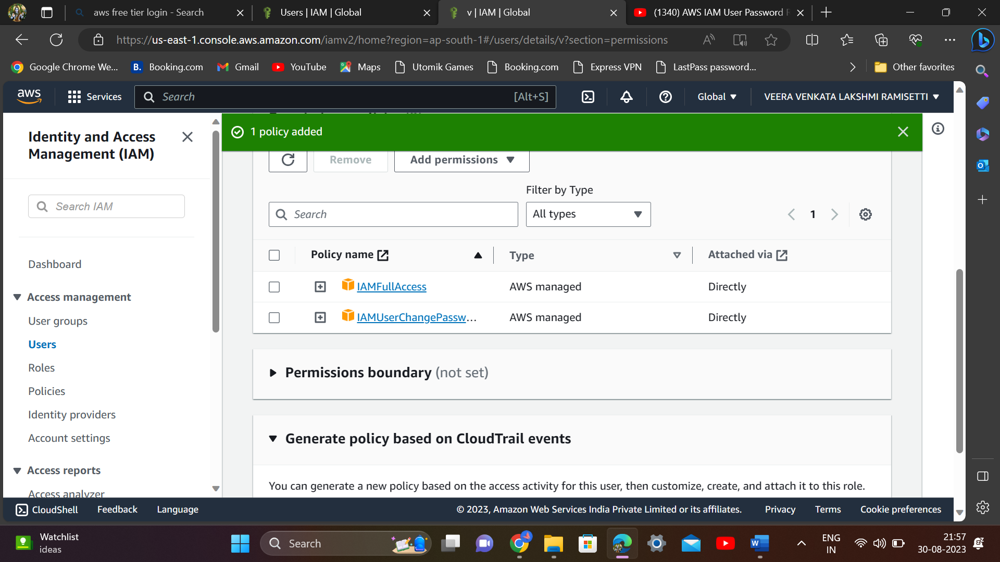 aws free tier login - Search
Users | IAM | Global
v | IAM | Global
(1340) AWS IAM User Password
https://us-east-1.console.aws.amazon.com/iamv2/home?region=ap-south-1#/users/details/v?section=permissions
Google Chrome We...
B. Booking.com
Gmail
YouTube
Maps
Utomik Games
Booking.com
Express VPN
LastPass password...
Other favorites
aws
Services
Search
[Alt+S]
Global
VEERA VENKATA LAKSHMI RAMISETTI
Identity and Access
Management (IAM)
Search IAM
Dashboard
Access management
User groups
Users
Roles
Policies
Identity providers
Account settings
Access reports
Access analyzer
1 policy added
Remove
Add permissions
Filter by Type
Search
All types
1
Policy name
Type
Attached via
IAMFullAccess
AWS managed
Directly
IAMUserChangePassw...
AWS managed
Directly
Permissions boundary (not set)
Generate policy based on CloudTrail events
You can generate a new policy based on the access activity for this user, then customize, create, and attach it to this role.
CloudShell
Feedback
Language
© 2023, Amazon Web Services India Private Limited or its affiliates.
Privacy
Terms
Cookie preferences
Watchlist
ideas
Search
ENG
IN
21:57
30-08-2023